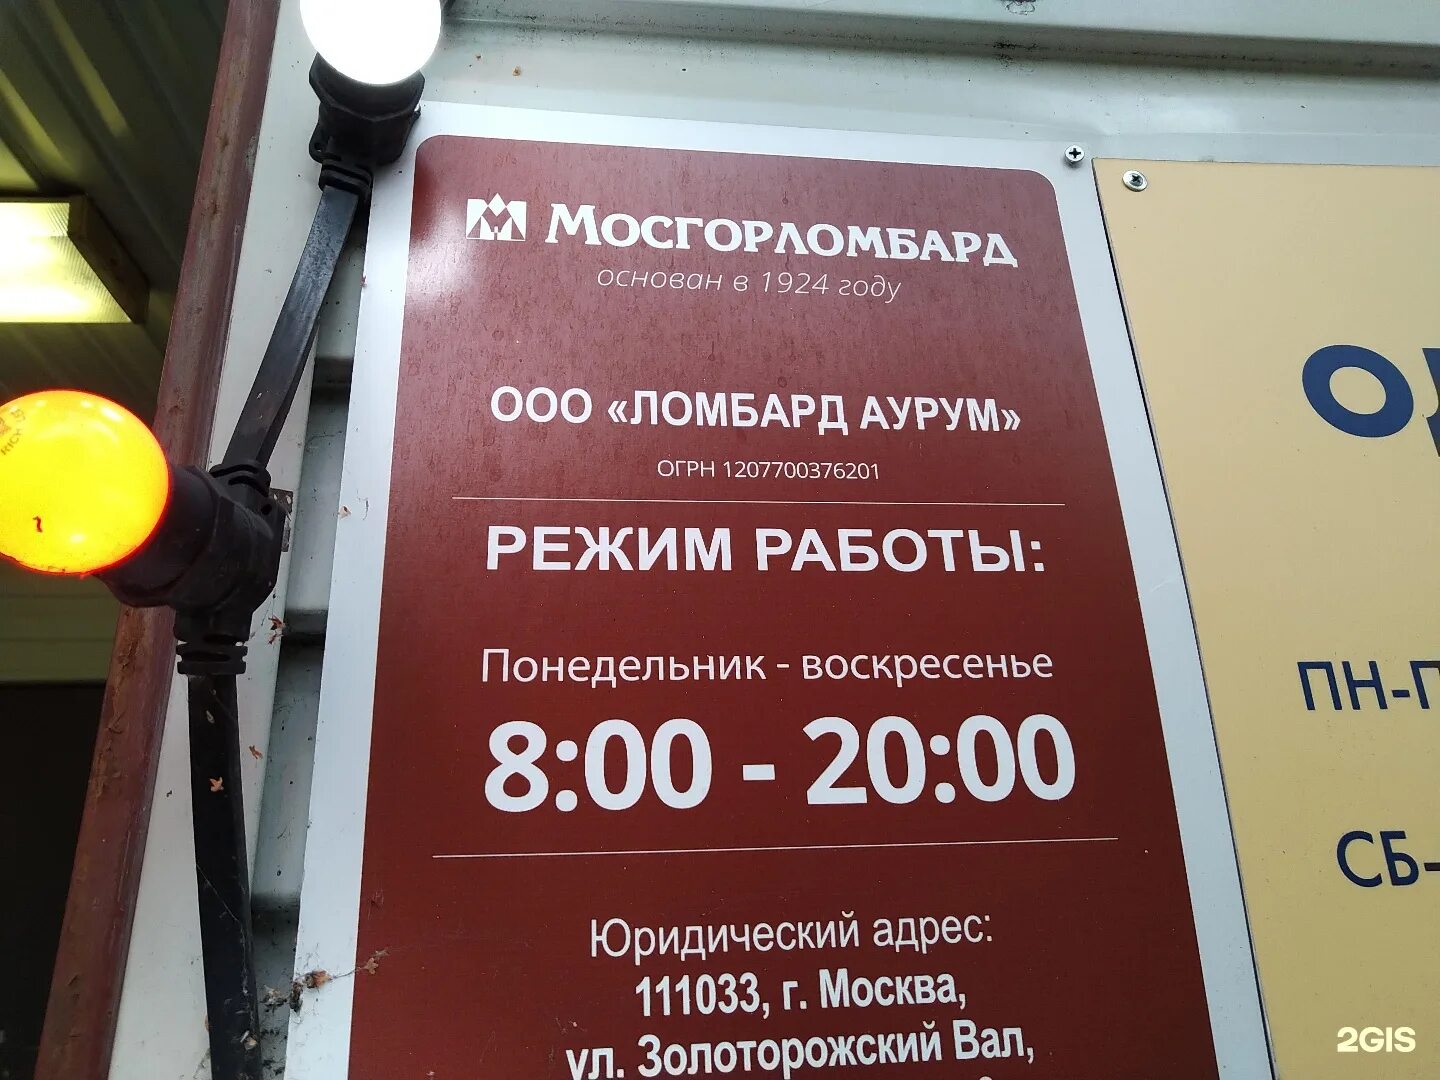 МОСГОРЛОМБАРД
основан в 1924 году
ООО «ЛОМБАРД АУРУМ»
ОГРН 1207700376201
РЕЖИМ РАБОТЫ:
Понедельник - воскресенье
8:00 - 20:00
Юридический адрес:
111033, г. Москва,
ул. Золоторожский Вал,
ПН-П
СБ-
RICH
2GIS